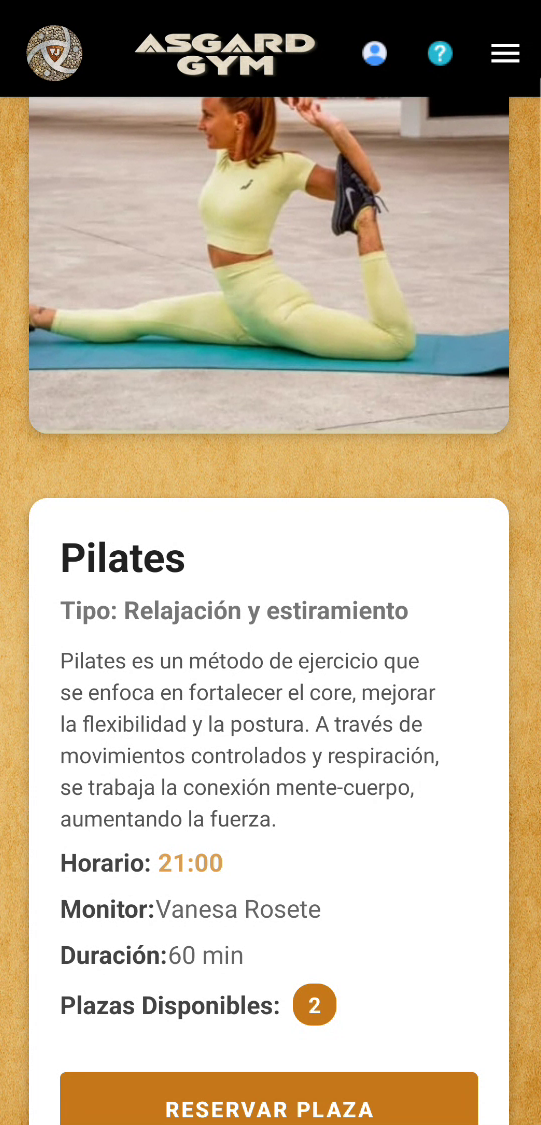 ASGARD
GYM
?
Pilates
Tipo: Relajación y estiramiento
Pilates es un método de ejercicio que
se enfoca en fortalecer el core, mejorar
la flexibilidad y la postura. A través de
movimientos controlados y respiración,
se trabaja la conexión mente-cuerpo,
aumentando la fuerza.
Horario: 21:00
Monitor:Vanesa Rosete
Duración:60 min
Plazas Disponibles: 2
RESERVAR PLAZA